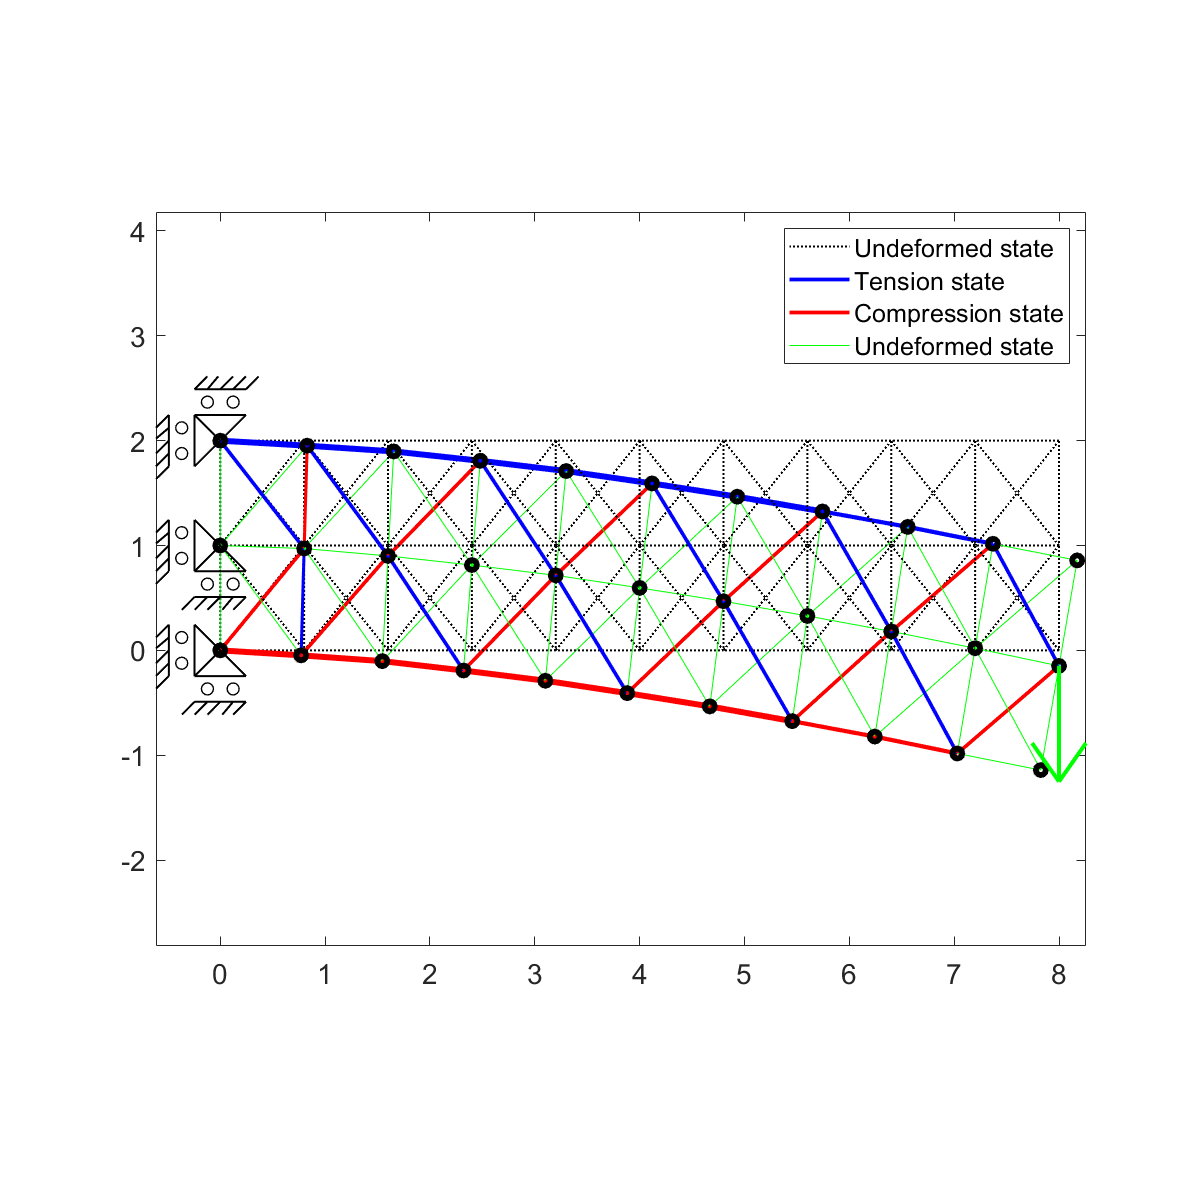 4
3
2
1
0
-1
-2
0 1 2 3 4 5 6 7 8
Undeformed state
Tension state
Compression state
Undeformed state